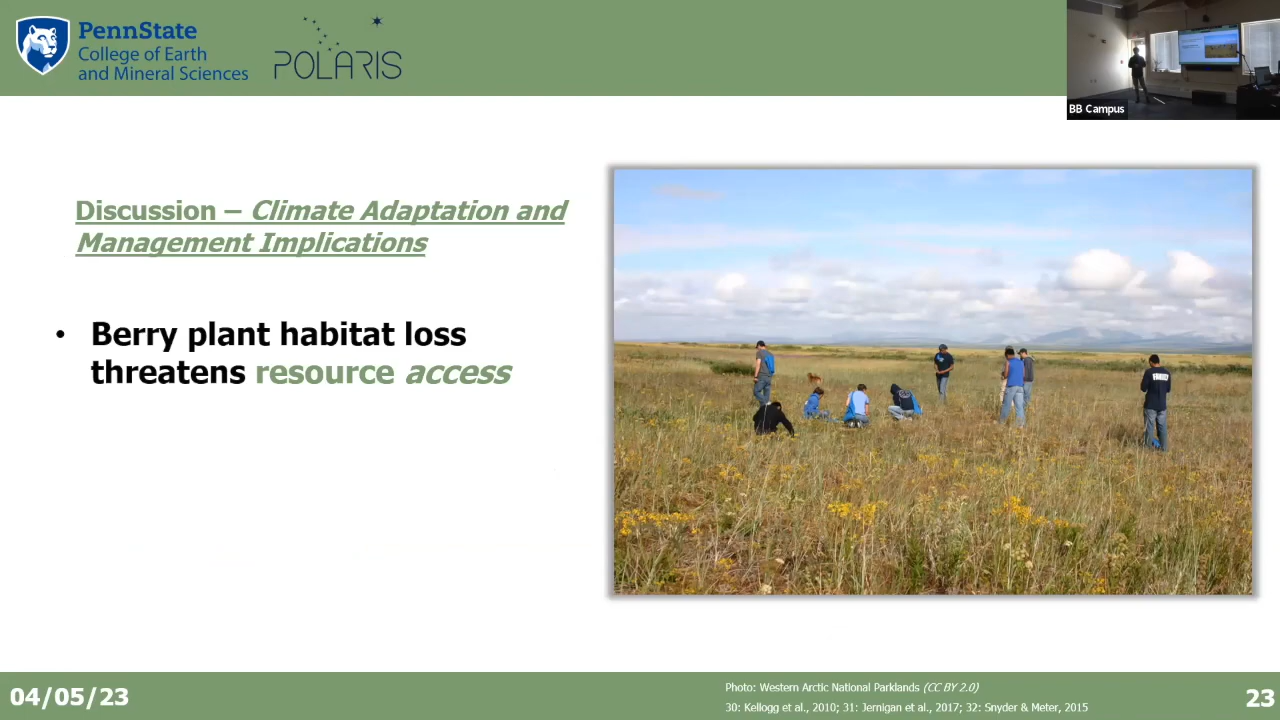 PennState
College of Earth
and Mineral Sciences
POLARIS
BB Campus
Discussion – Climate Adaptation and
Management Implications
• Berry plant habitat loss
threatens resource access
04/05/23
Photo: Western Arctic National Parklands (CC BY 2.0)
30: Kellogg et al., 2010; 31: Jernigan et al., 2017; 32: Snyder & Meter, 2015
23